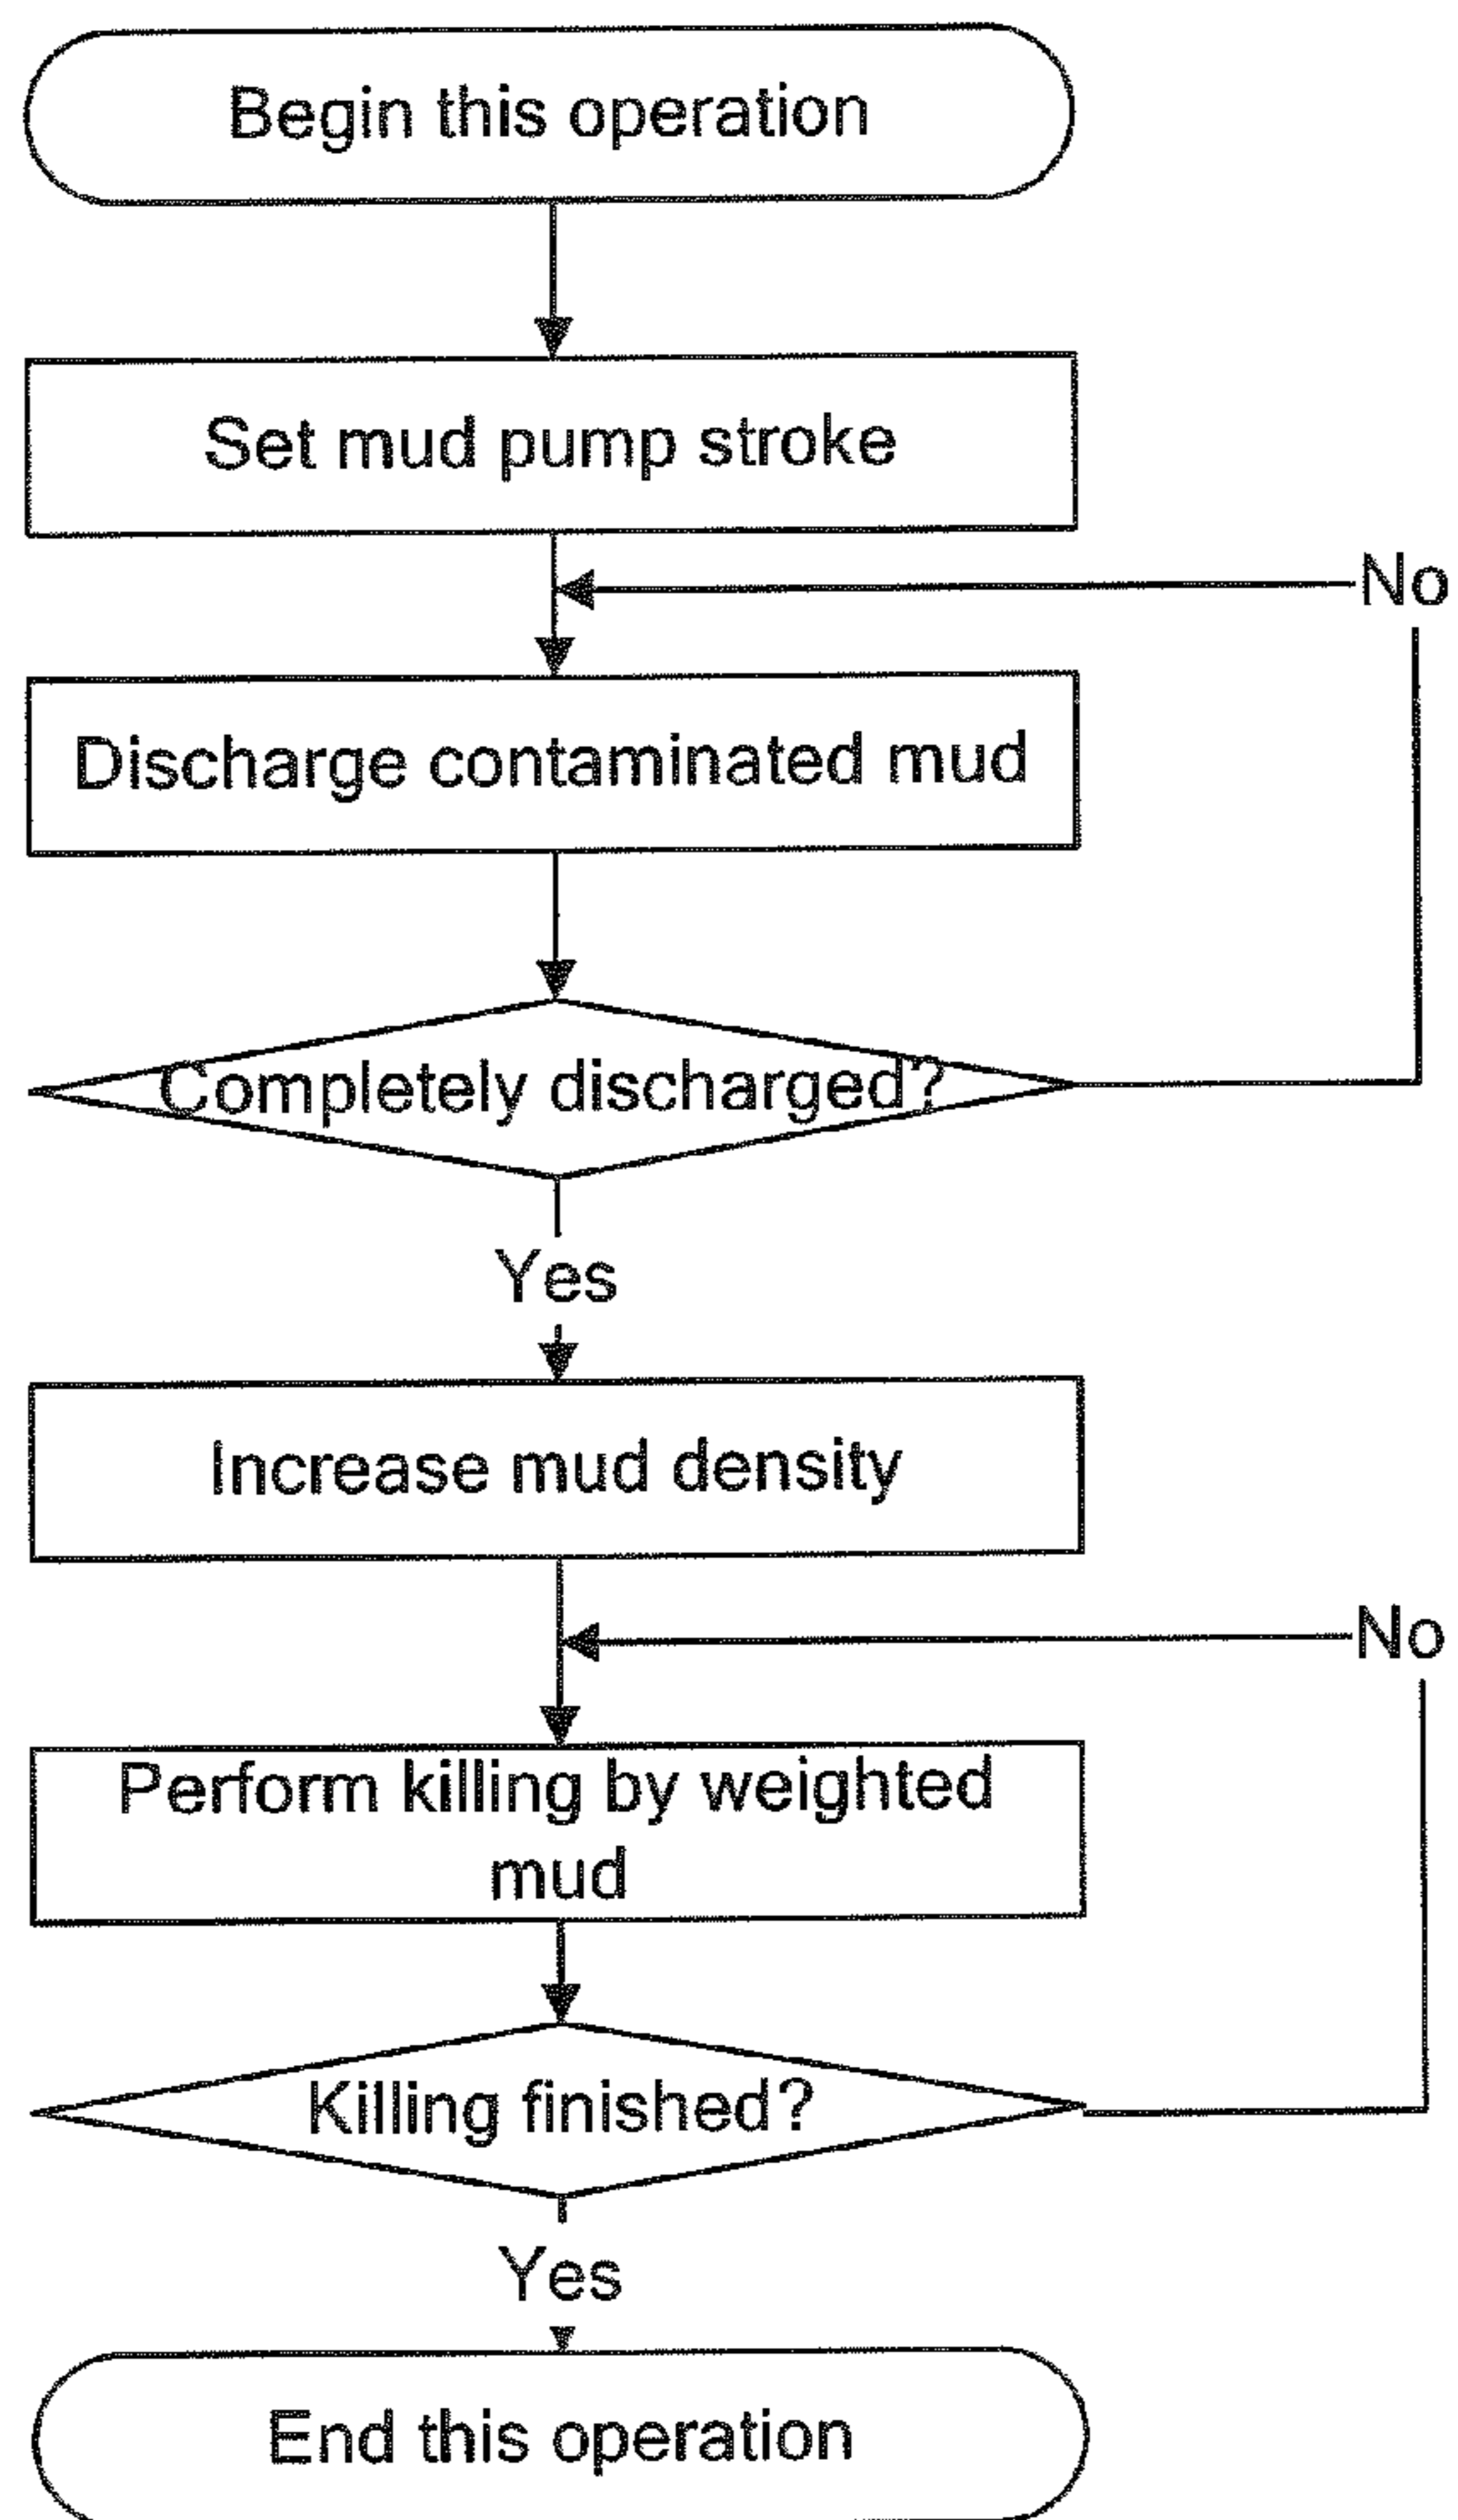 Begin this operation
Set mud pump stroke
No
Discharge contaminated mud
Completely discharged?
Yes
Increase mud density
No
Perform killing by weighted
mud
Killing finished?
Yes
End this operation